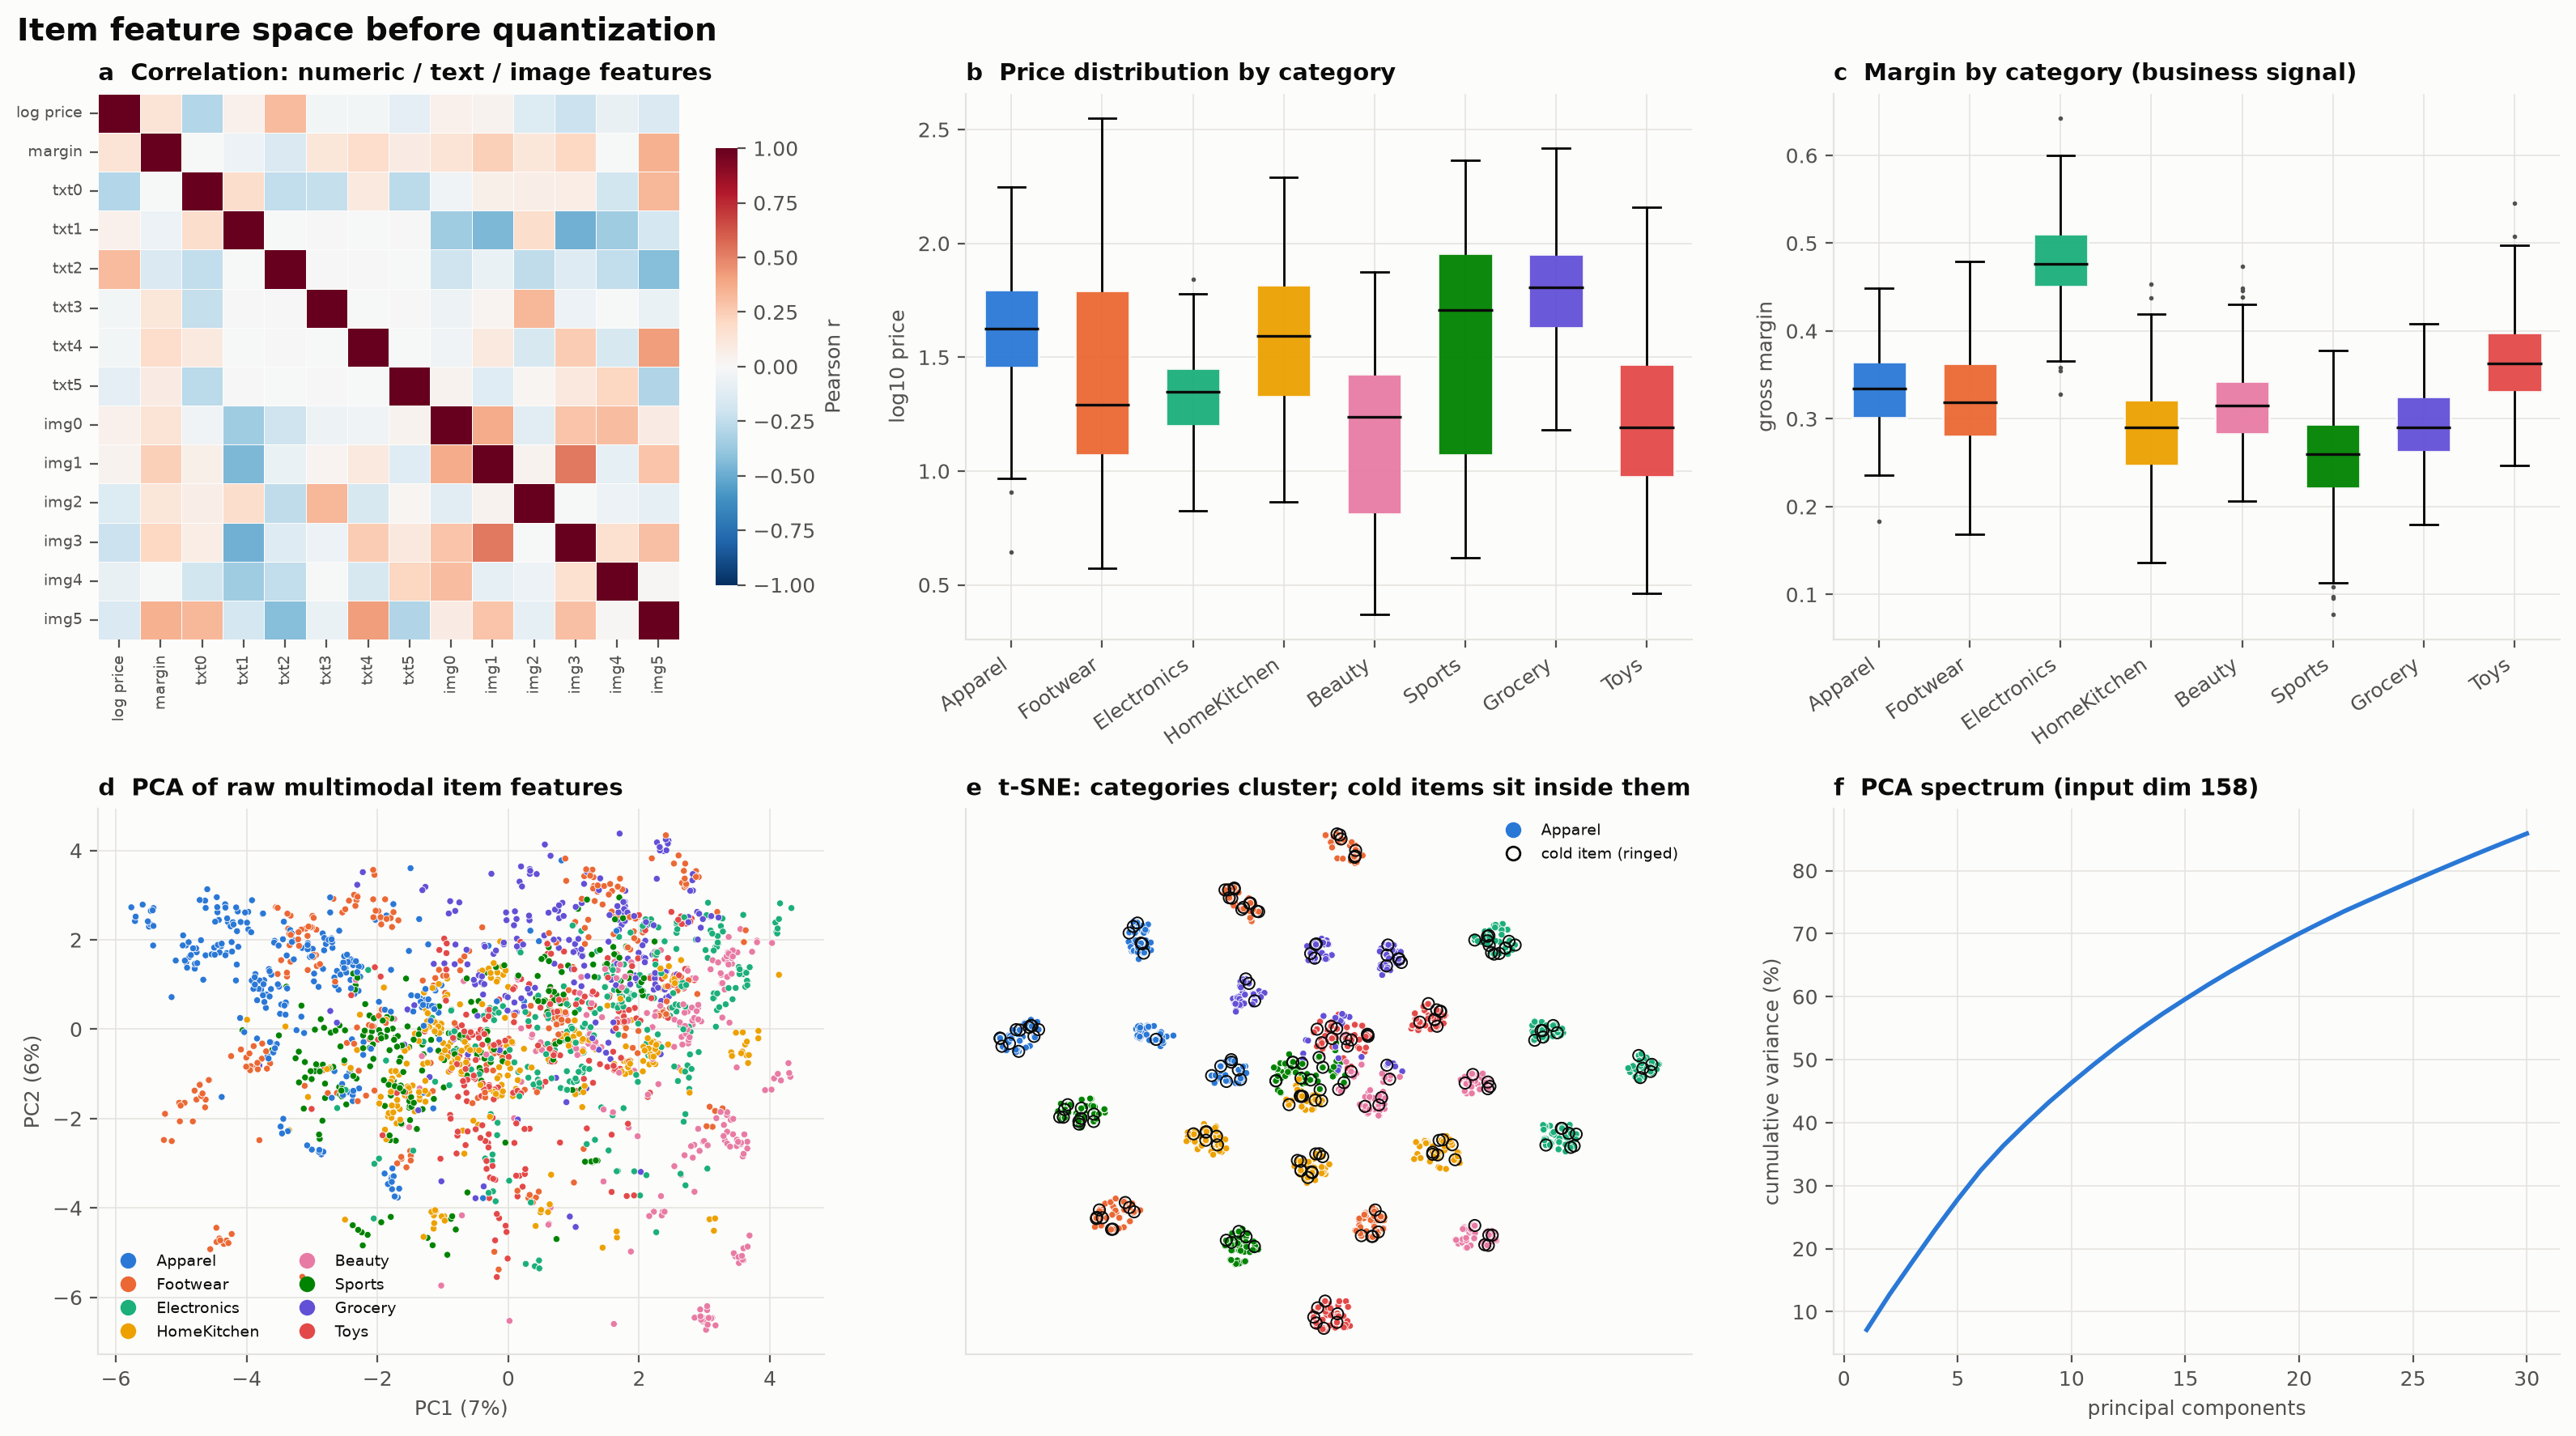 Item feature space before quantization
a Correlation: numeric / text / image features
log price
margin
txt0
txt1
txt2
txt3
txt4
txt5
img0
img1
img2
img3
img4
img5
log price
margin
txt0
txt1
txt2
txt3
txt4
txt5
img0
img1
img2
img3
img4
img5
1.00
0.75
0.50
0.25
0.00
−0.25
−0.50
−0.75
−1.00
Pearson r
b Price distribution by category
log10 price
2.5
2.0
1.5
1.0
0.5
Apparel
Footwear
Electronics
HomeKitchen
Beauty
Sports
Grocery
Toys
c Margin by category (business signal)
gross margin
0.6
0.5
0.4
0.3
0.2
0.1
Apparel
Footwear
Electronics
HomeKitchen
Beauty
Sports
Grocery
Toys
d PCA of raw multimodal item features
PC2 (6%)
4
2
0
−2
−4
−6
Apparel
Footwear
Electronics
HomeKitchen
Beauty
Sports
Grocery
Toys
−6
−4
−2
0
2
4
PC1 (7%)
e t-SNE: categories cluster; cold items sit inside them
Apparel
cold item (ringed)
f PCA spectrum (input dim 158)
cumulative variance (%)
80
70
60
50
40
30
20
10
0
5
10
15
20
25
30
principal components